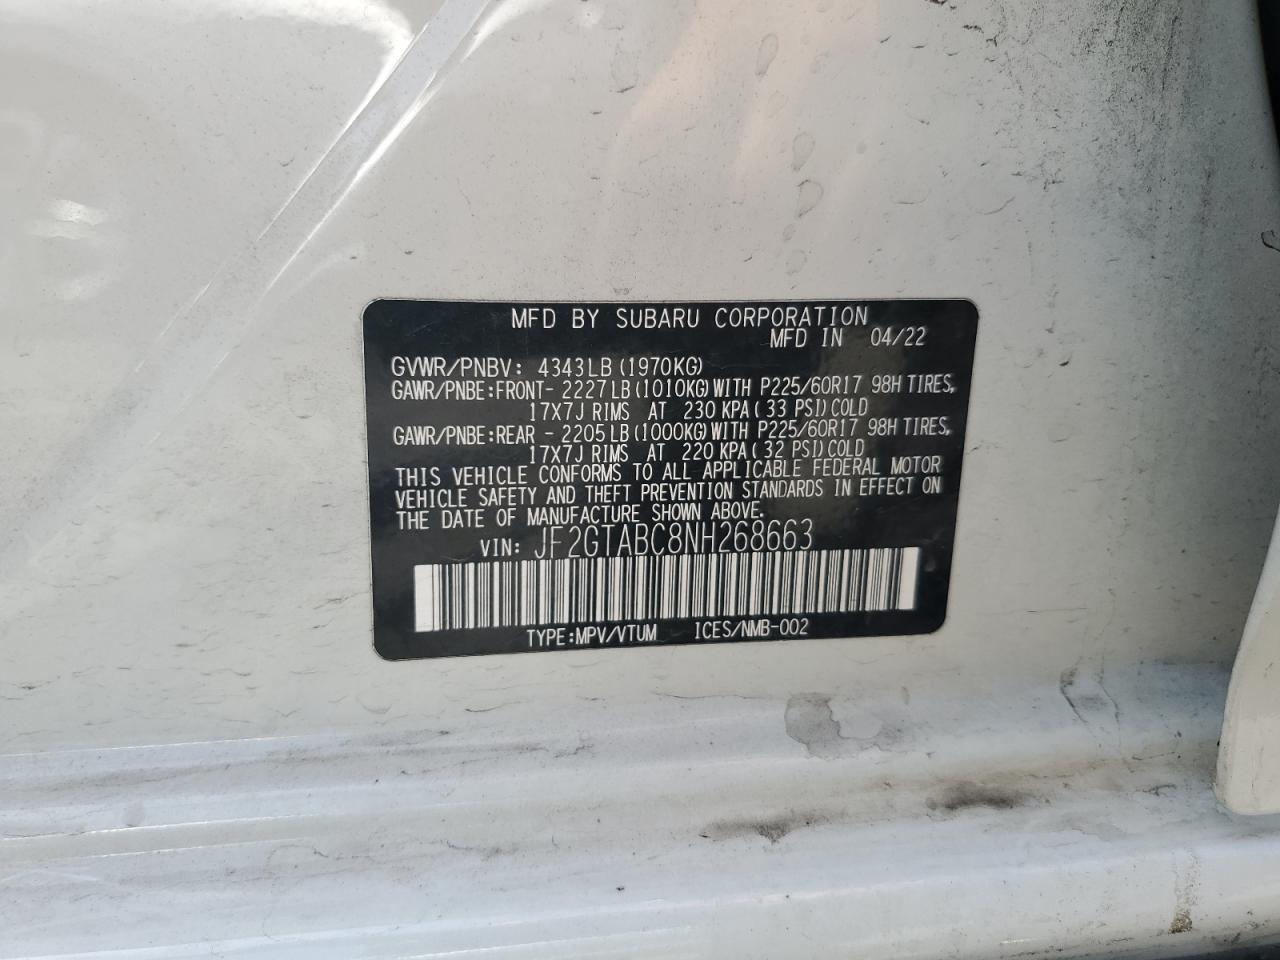 MFD BY SUBARU CORPORATION
MFD IN 04/22
GVWR/PNBV: 4343LB (1970KG)
GAWR/PNBE:FRONT- 2227LB (1010KG) WITH P225/60R17 98H TIRES,
17X7J RIMS AT 230 KPA( 33 PSI) COLD
GAWR/PNBE:REAR - 2205LB (1000KG) WITH P225/60R17 98H TIRES,
17X7J RIMS AT 220 KPA( 32 PSI) COLD
THIS VEHICLE CONFORMS TO ALL APPLICABLE FEDERAL MOTOR
VEHICLE SAFETY AND THEFT PREVENTION STANDARDS IN EFFECT ON
THE DATE OF MANUFACTURE SHOWN ABOVE.
VIN: JF2GTABC8NH268663
TYPE:MPV/VTUM ICES/NMB-002